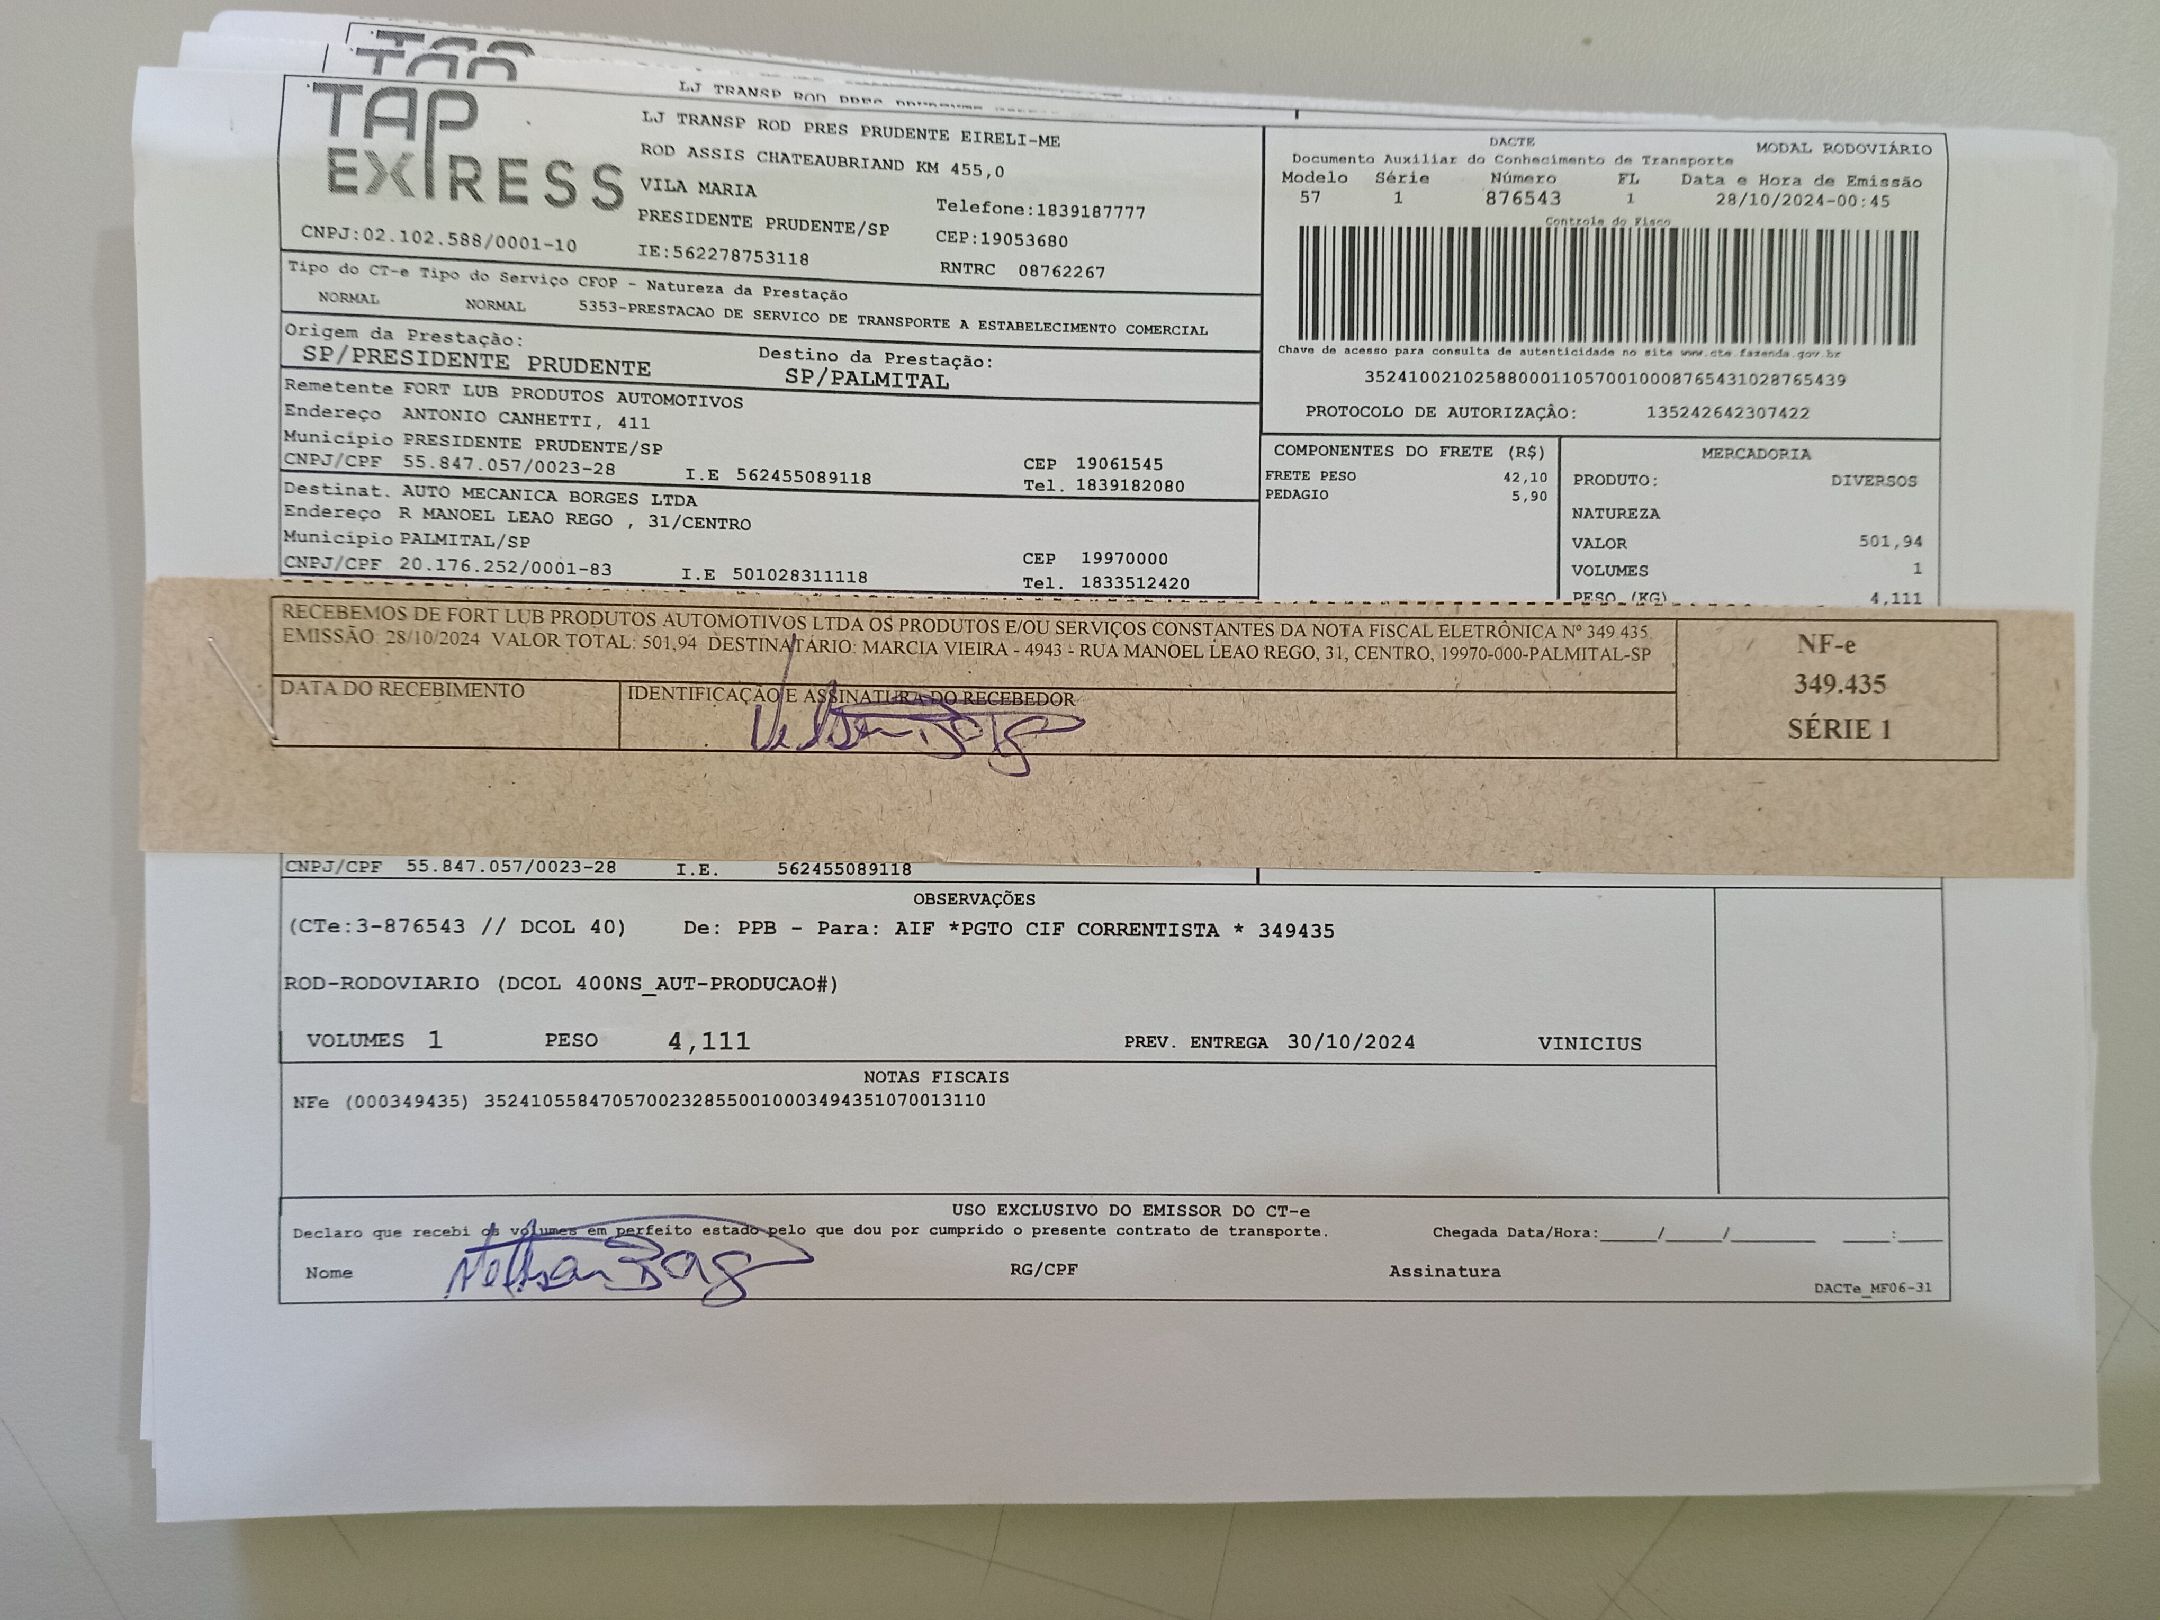 LJ TRANSP ROD PRES
TAP
EXPRESS
LJ TRANSP ROD PRES PRUDENTE EIRELI-ME
ROD ASSIS CHATEAUBRIAND KM 455,0
VILA MARIA
Telefone:1839187777
PRESIDENTE PRUDENTE/SP
CEP:19053680
CNPJ:02.102.588/0001-10
IE:562278753118
RNTRC 08762267
DACTE
MODAL RODOVIÁRIO
Documento Auxiliar do Conhecimento de Transporte
Modelo Série Número FL Data e Hora de Emissão
57 1 876543 1 28/10/2024-00:45
Controle do Fisco
Chave de acesso para consulta de autenticidade no site www.cte.fazenda.gov.br
35241002102588000110570010008765431028765439
PROTOCOLO DE AUTORIZAÇÂO: 135242642307422
Tipo do CT-e Tipo do Serviço CFOP - Natureza da Prestação
NORMAL NORMAL 5353-PRESTACAO DE SERVICO DE TRANSPORTE A ESTABELECIMENTO COMERCIAL
Origem da Prestação: Destino da Prestação:
SP/PRESIDENTE PRUDENTE SP/PALMITAL
Remetente FORT LUB PRODUTOS AUTOMOTIVOS
Endereço ANTONIO CANHETTI, 411
Município PRESIDENTE PRUDENTE/SP CEP 19061545
CNPJ/CPF 55.847.057/0023-28 I.E 562455089118 Tel. 1839182080
Destinat. AUTO MECANICA BORGES LTDA
Endereço R MANOEL LEAO REGO , 31/CENTRO
Município PALMITAL/SP CEP 19970000
CNPJ/CPF 20.176.252/0001-83 I.E 501028311118 Tel. 1833512420
COMPONENTES DO FRETE (R$)
FRETE PESO 42,10
PEDAGIO 5,90
MERCADORIA
PRODUTO: DIVERSOS
NATUREZA
VALOR 501,94
VOLUMES 1
PESO (KG) 4,111
RECEBEMOS DE FORT LUB PRODUTOS AUTOMOTIVOS LTDA OS PRODUTOS E/OU SERVIÇOS CONSTANTES DA NOTA FISCAL ELETRÔNICA Nº 349.435.
EMISSÃO: 28/10/2024 VALOR TOTAL: 501,94 DESTINATÁRIO: MARCIA VIEIRA - 4943 - RUA MANOEL LEAO REGO, 31, CENTRO, 19970-000-PALMITAL-SP
DATA DO RECEBIMENTO
IDENTIFICAÇÃO E ASSINATURA DO RECEBEDOR
NF-e
349.435
SÉRIE 1
CNPJ/CPF 55.847.057/0023-28 I.E. 562455089118
OBSERVAÇÕES
(CTe:3-876543 // DCOL 40) De: PPB - Para: AIF *PGTO CIF CORRENTISTA * 349435
ROD-RODOVIARIO (DCOL 400NS_AUT-PRODUCAO#)
VOLUMES 1 PESO 4,111 PREV. ENTREGA 30/10/2024 VINICIUS
NOTAS FISCAIS
NFe (000349435) 35241055847057002328550010003494351070013110
USO EXCLUSIVO DO EMISSOR DO CT-e
Declaro que recebi os volumes em perfeito estado pelo que dou por cumprido o presente contrato de transporte. Chegada Data/Hora:_____/_____/_______ ____:____
Nome RG/CPF Assinatura
DACTe_MF06-31